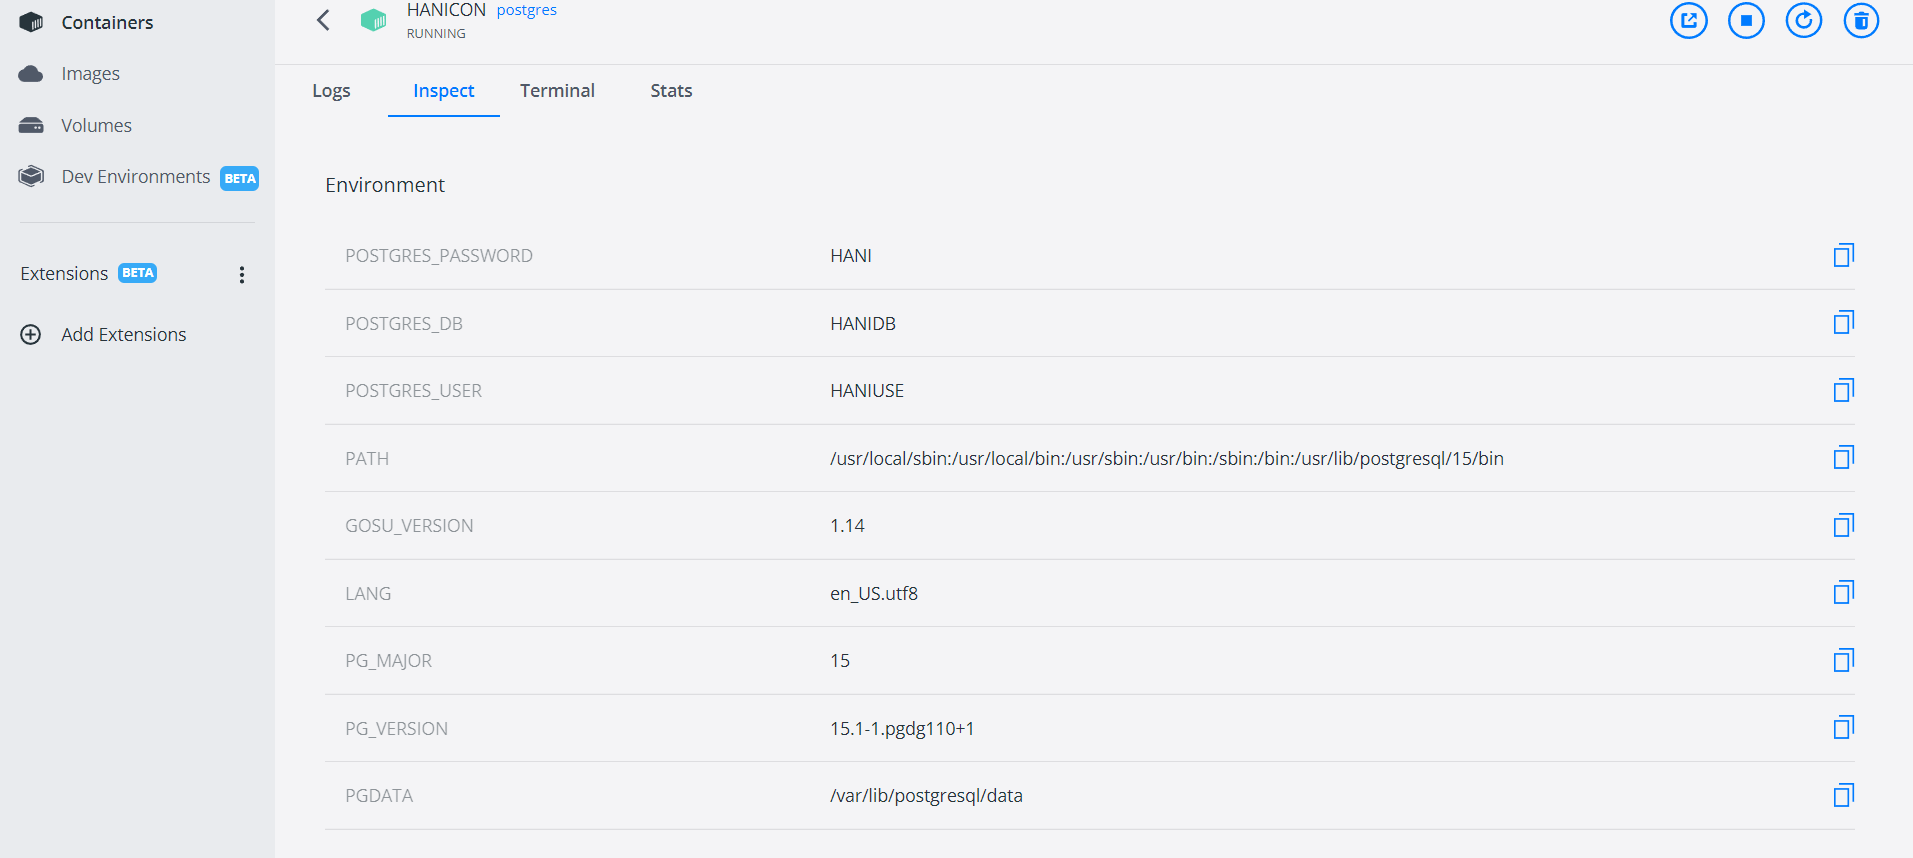 Containers
Images
Volumes
Dev Environments BETA
Extensions BETA
Add Extensions
HANICON postgres
RUNNING
Logs Inspect Terminal Stats
Environment
POSTGRES_PASSWORD HANI
POSTGRES_DB HANIDB
POSTGRES_USER HANIUSE
PATH /usr/local/sbin:/usr/local/bin:/usr/sbin:/usr/bin:/sbin:/bin:/usr/lib/postgresql/15/bin
GOSU_VERSION 1.14
LANG en_US.utf8
PG_MAJOR 15
PG_VERSION 15.1-1.pgdg110+1
PGDATA /var/lib/postgresql/data